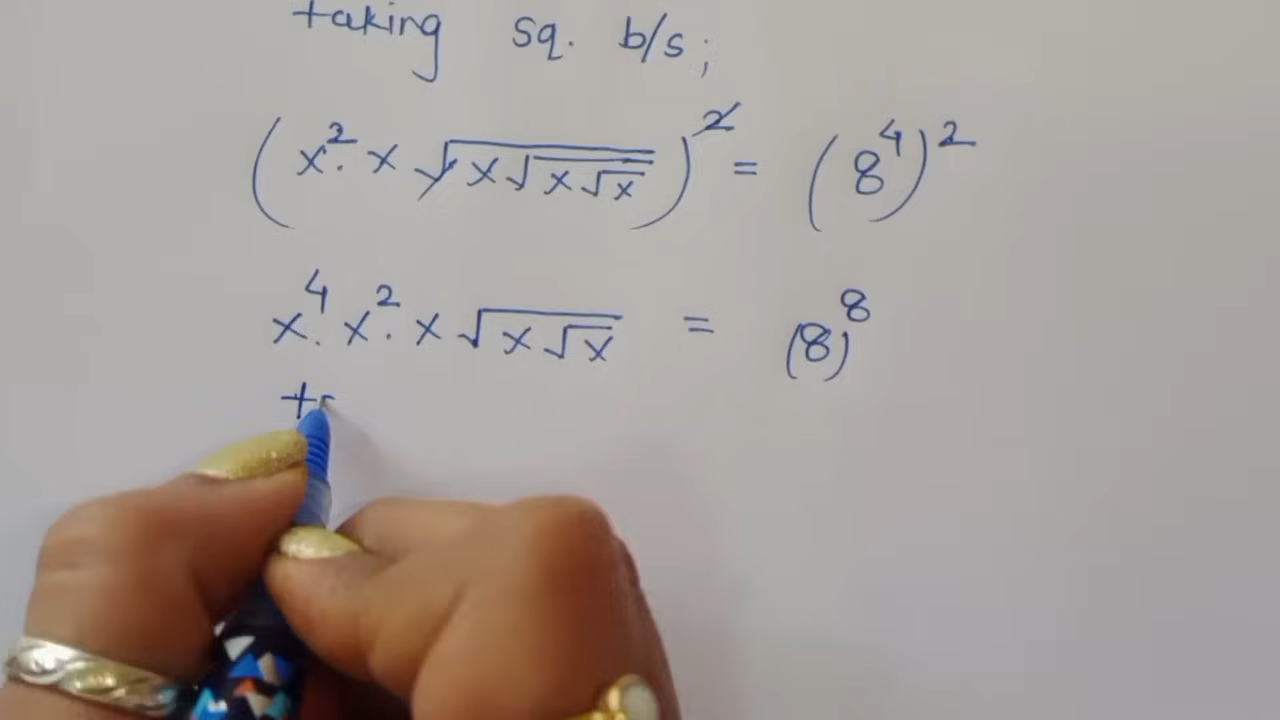 taking sq. b/s;
(x². x √(x√(x√x)))² = (8⁴)²
x⁴. x². x √(x√x) = (8)⁸